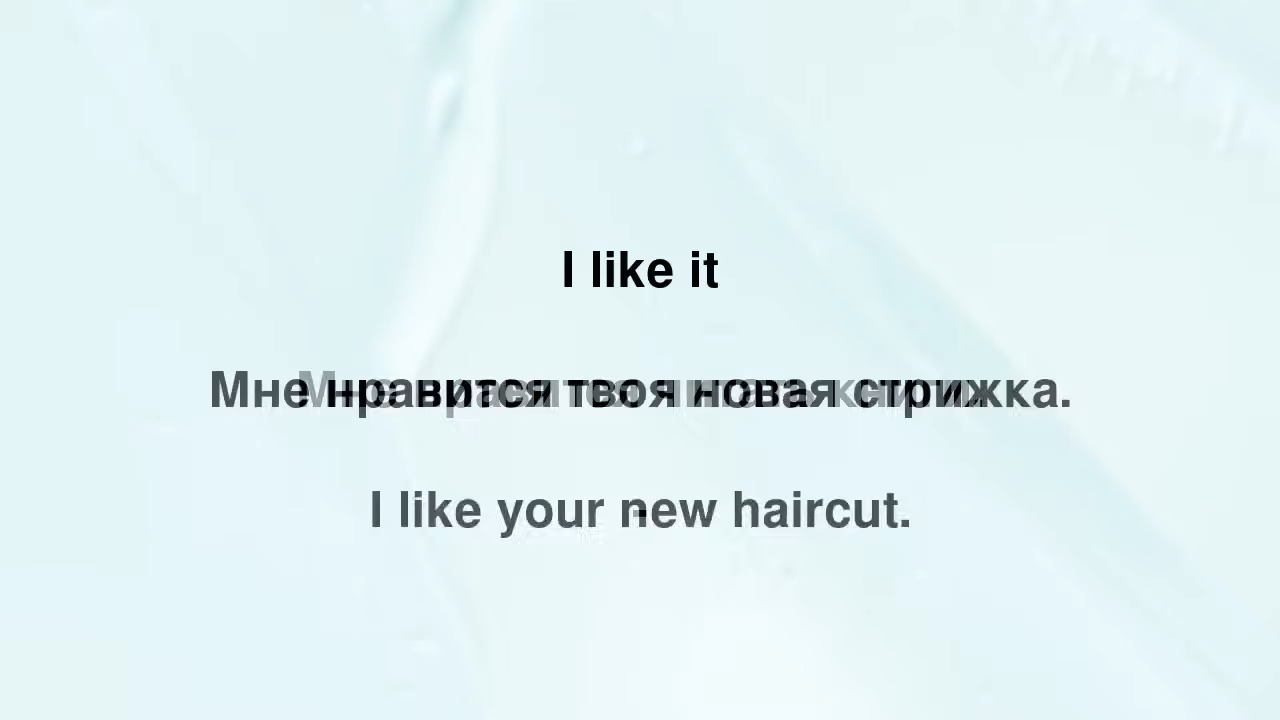 I like it
Мне нравится твоя новая стрижка.
I like your new haircut.